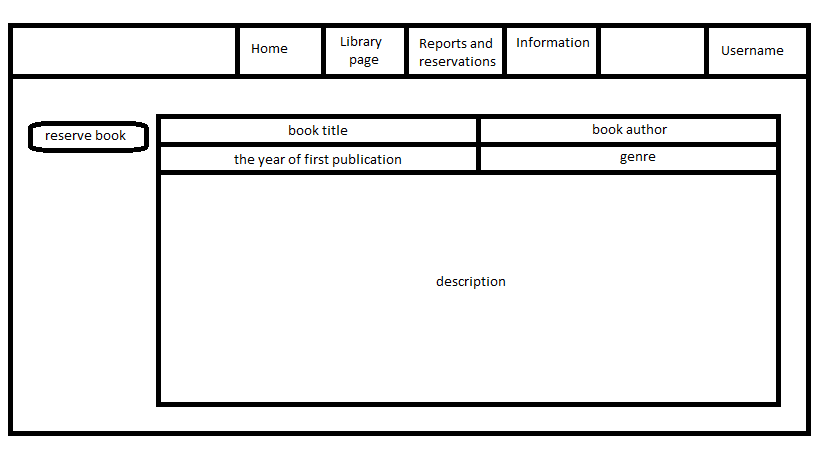 Home
Library
page
Reports and
reservations
Information
Username
reserve book
book title
book author
the year of first publication
genre
description